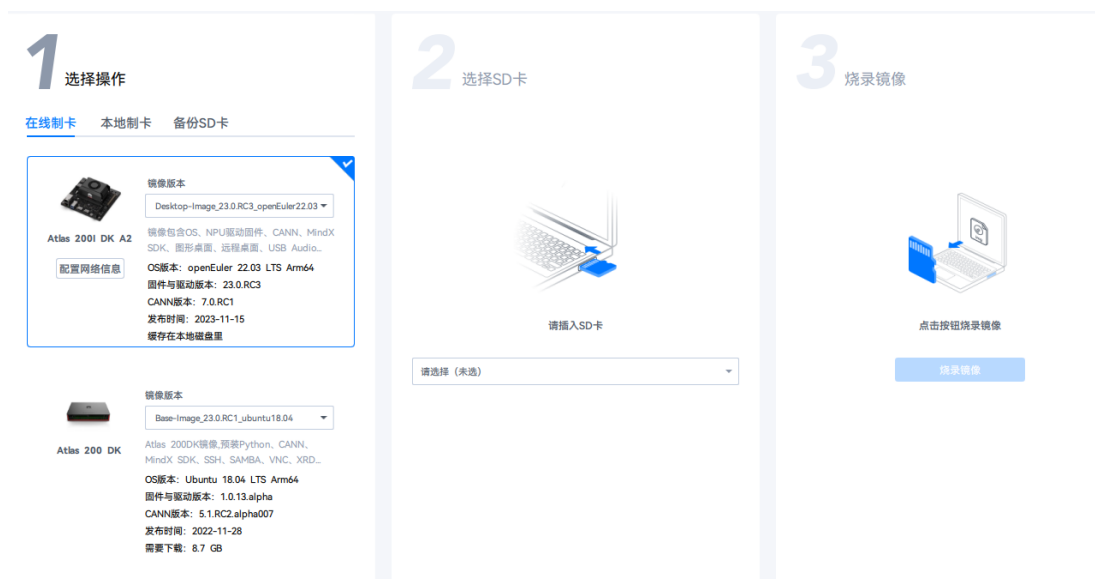 1
选择操作
在线制卡
本地制卡
备份SD卡
Atlas 200I DK A2
配置网络信息
镜像版本
Desktop-Image_23.0.RC3_openEuler22.03
镜像包含OS、NPU驱动固件、CANN、MindX
SDK、图形桌面、远程桌面、USB Audio...
OS版本：openEuler 22.03 LTS Arm64
固件与驱动版本：23.0.RC3
CANN版本：7.0.RC1
发布时间：2023-11-15
缓存在本地磁盘里
Atlas 200 DK
镜像版本
Base-Image_23.0.RC1_ubuntu18.04
Atlas 200DK镜像,预装Python、CANN、
MindX SDK、SSH、SAMBA、VNC、XRD...
OS版本：Ubuntu 18.04 LTS Arm64
固件与驱动版本：1.0.13.alpha
CANN版本：5.1.RC2.alpha007
发布时间：2022-11-28
需要下载：8.7 GB
2
选择SD卡
请插入SD卡
请选择（未选）
3
烧录镜像
点击按钮烧录镜像
烧录镜像